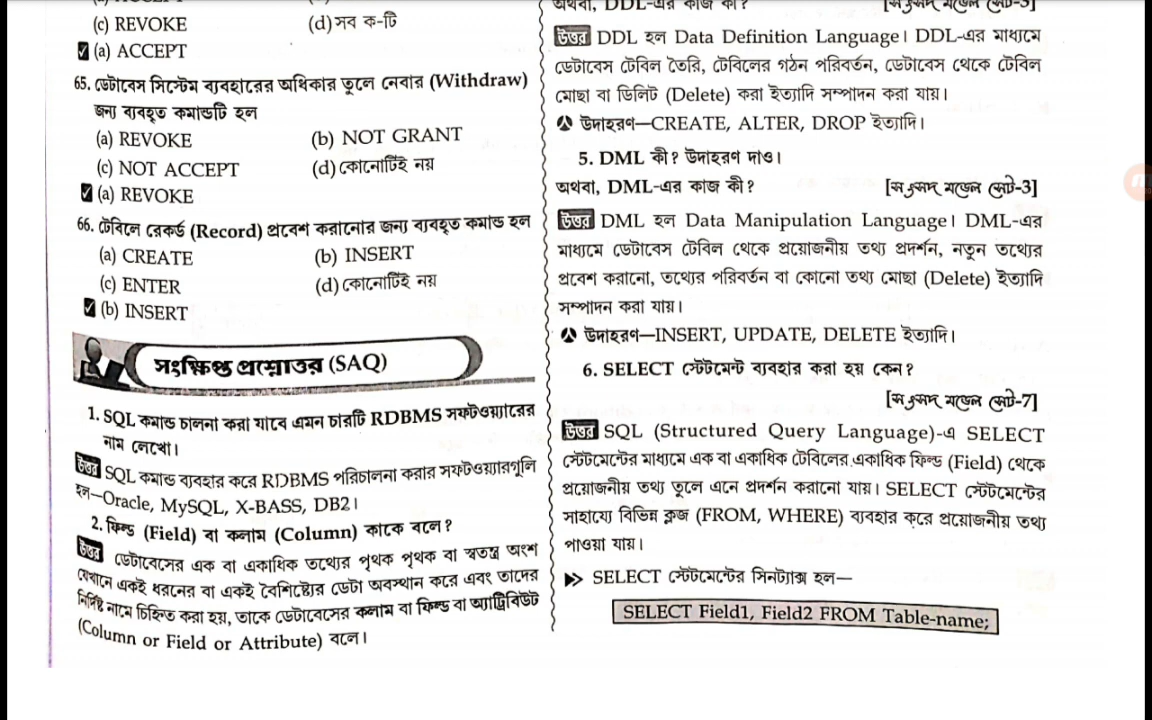 (c) REVOKE (d) সব ক-টি
(a) ACCEPT
65. ডেটাবেস সিস্টেম ব্যবহারের অধিকার তুলে নেবার (Withdraw)
জন্য ব্যবহৃত কমান্ডটি হল
(a) REVOKE (b) NOT GRANT
(c) NOT ACCEPT (d) কোনোটিই নয়
(a) REVOKE
66. টেবিলে রেকর্ড (Record) প্রবেশ করানোর জন্য ব্যবহৃত কমান্ড হল
(a) CREATE (b) INSERT
(c) ENTER (d) কোনোটিই নয়
(b) INSERT
সংক্ষিপ্ত প্রশ্নোত্তর (SAQ)
1. SQL কমান্ড চালনা করা যাবে এমন চারটি RDBMS সফটওয়্যারের
নাম লেখো।
উত্তর SQL কমান্ড ব্যবহার করে RDBMS পরিচালনা করার সফটওয়্যারগুলি
হল—Oracle, MySQL, X-BASS, DB2।
2. ফিল্ড (Field) বা কলাম (Column) কাকে বলে?
উত্তর ডেটাবেসের এক বা একাধিক তথ্যের পৃথক পৃথক বা স্বতন্ত্র অংশ
যেখানে একই ধরনের বা একই বৈশিষ্ট্যের ডেটা অবস্থান করে এবং তাদের
নির্দিষ্ট নামে চিহ্নিত করা হয়, তাকে ডেটাবেসের কলাম বা ফিল্ড বা অ্যাট্রিবিউট
(Column or Field or Attribute) বলে।
অথবা, DDL-এর কাজ কী? [সংসদ মডেল সেট-3]
উত্তর DDL হল Data Definition Language। DDL-এর মাধ্যমে
ডেটাবেস টেবিল তৈরি, টেবিলের গঠন পরিবর্তন, ডেটাবেস থেকে টেবিল
মোছা বা ডিলিট (Delete) করা ইত্যাদি সম্পাদন করা যায়।
উদাহরণ—CREATE, ALTER, DROP ইত্যাদি।
5. DML কী? উদাহরণ দাও।
অথবা, DML-এর কাজ কী? [সংসদ মডেল সেট-3]
উত্তর DML হল Data Manipulation Language। DML-এর
মাধ্যমে ডেটাবেস টেবিল থেকে প্রয়োজনীয় তথ্য প্রদর্শন, নতুন তথ্যের
প্রবেশ করানো, তথ্যের পরিবর্তন বা কোনো তথ্য মোছা (Delete) ইত্যাদি
সম্পাদন করা যায়।
উদাহরণ—INSERT, UPDATE, DELETE ইত্যাদি।
6. SELECT স্টেটমেন্ট ব্যবহার করা হয় কেন?
[সংসদ মডেল সেট-7]
উত্তর SQL (Structured Query Language)-এ SELECT
স্টেটমেন্টের মাধ্যমে এক বা একাধিক টেবিলের একাধিক ফিল্ড (Field) থেকে
প্রয়োজনীয় তথ্য তুলে এনে প্রদর্শন করানো যায়। SELECT স্টেটমেন্টের
সাহায্যে বিভিন্ন ক্লজ (FROM, WHERE) ব্যবহার করে প্রয়োজনীয় তথ্য
পাওয়া যায়।
SELECT স্টেটমেন্টের সিনট্যাক্স হল—
SELECT Field1, Field2 FROM Table-name;